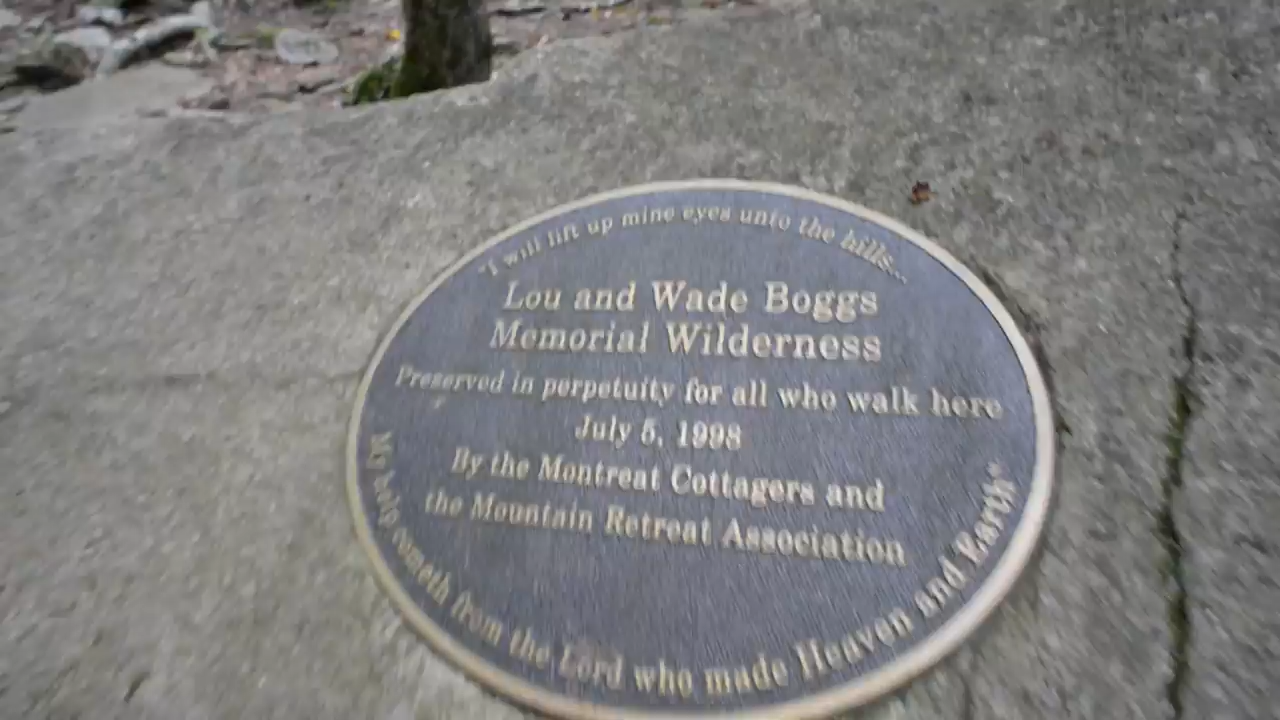 "I will lift up mine eyes unto the hills...
Lou and Wade Boggs
Memorial Wilderness
Preserved in perpetuity for all who walk here
July 5, 1998
By the Montreat Cottagers and
the Mountain Retreat Association
My help cometh from the Lord who made Heaven and Earth"